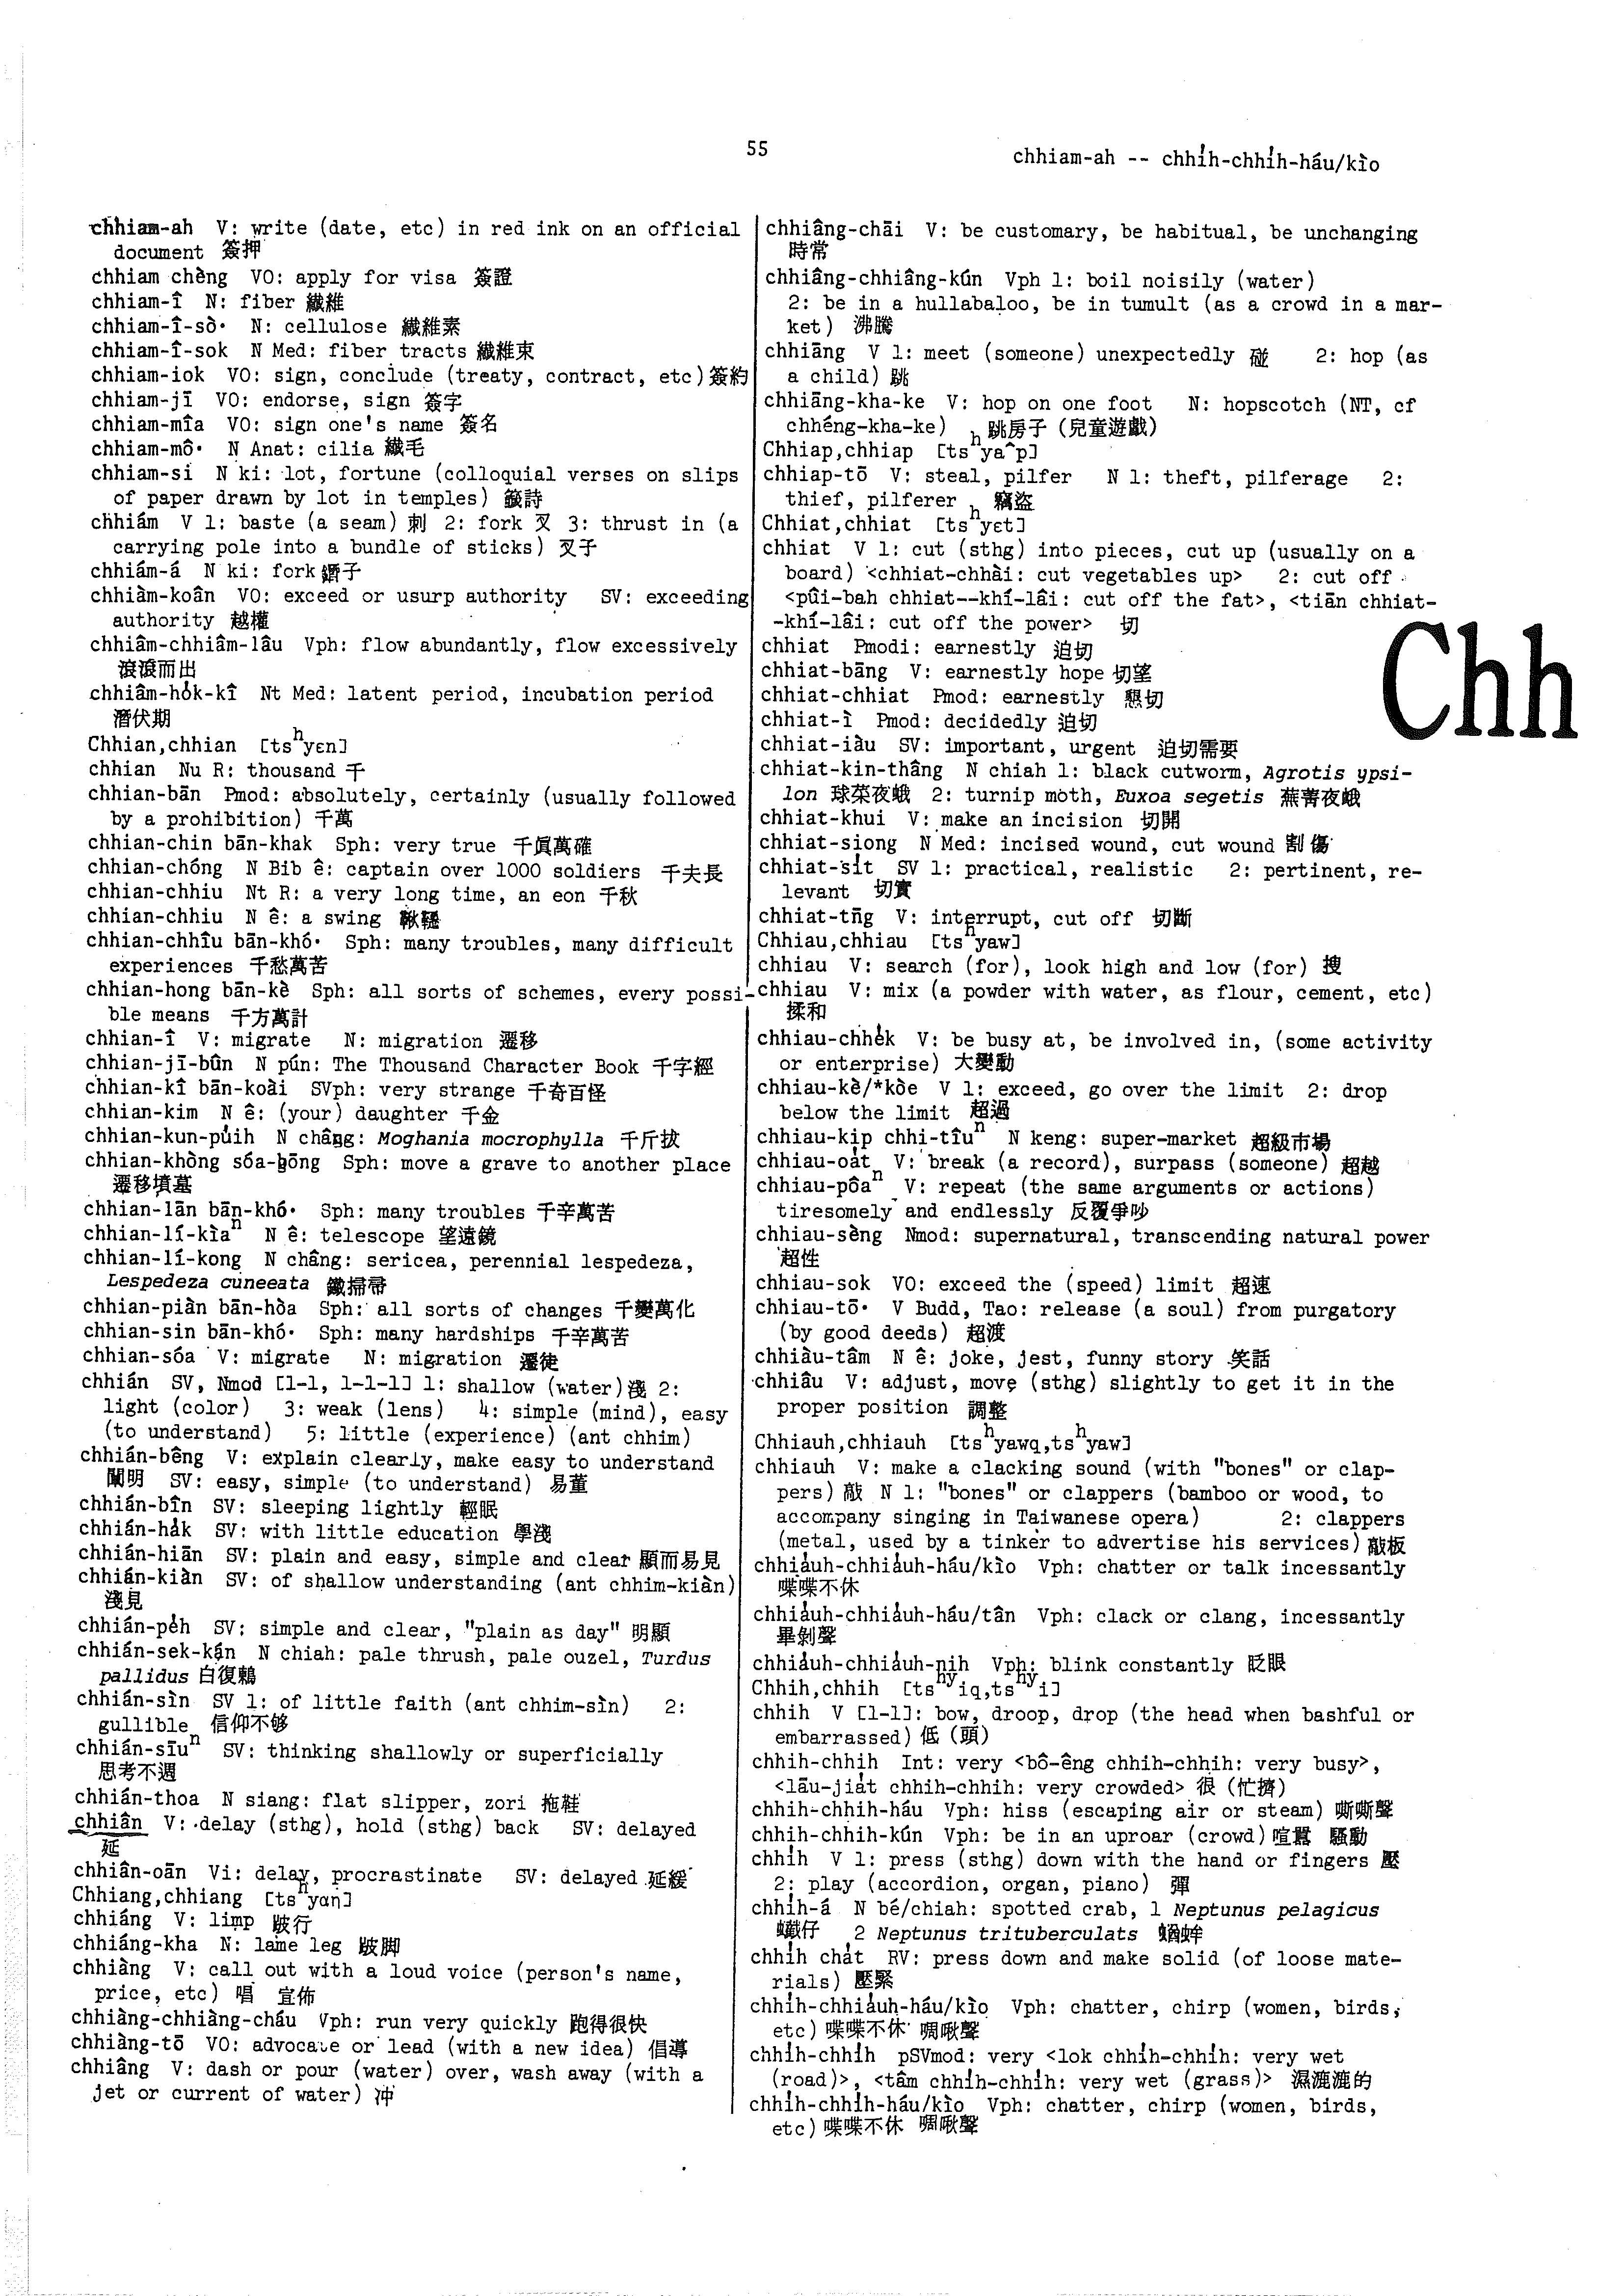 55
chhiam-ah -- chhi̍h-chhi̍h-háu/kìo
chhiam-ah V: write (date, etc) in red ink on an official
document 簽押
chhiam chèng VO: apply for visa 簽證
chhiam-î N: fiber 纖維
chhiam-î-sò· N: cellulose 纖維素
chhiam-î-sok N Med: fiber tracts 纖維束
chhiam-iok VO: sign, conclude (treaty, contract, etc) 簽約
chhiam-jī VO: endorse, sign 簽字
chhiam-mîa VO: sign one's name 簽名
chhiam-mô· N Anat: cilia 纖毛
chhiam-si N ki: lot, fortune (colloquial verses on slips
of paper drawn by lot in temples) 籤詩
chhiám V 1: baste (a seam) 刺 2: fork 叉 3: thrust in (a
carrying pole into a bundle of sticks) 叉子
chhiám-á N ki: fork 鑽子
chhiàm-koân VO: exceed or usurp authority SV: exceeding
authority 越權
chhiâm-chhiâm-lâu Vph: flow abundantly, flow excessively
滾滾而出
chhiâm-ho̍k-kî Nt Med: latent period, incubation period
潛伏期
Chhian,chhian [tsʰyɛn]
chhian Nu R: thousand 千
chhian-bān Pmod: absolutely, certainly (usually followed
by a prohibition) 千萬
chhian-chin bān-khak Sph: very true 千眞萬確
chhian-chóng N Bib ê: captain over 1000 soldiers 千夫長
chhian-chhiu Nt R: a very long time, an eon 千秋
chhian-chhiu N ê: a swing 鞦韆
chhian-chhîu bān-khó· Sph: many troubles, many difficult
experiences 千愁萬苦
chhian-hong bān-kè Sph: all sorts of schemes, every possi-
ble means 千方萬計
chhian-î V: migrate N: migration 遷移
chhian-jī-bûn N pún: The Thousand Character Book 千字經
chhian-kî bān-koài SVph: very strange 千奇百怪
chhian-kim N ê: (your) daughter 千金
chhian-kun-pu̍ih N châng: Moghania mocrophylla 千斤拔
chhian-khòng sóa-bōng Sph: move a grave to another place
遷移墳墓
chhian-lān bān-khó· Sph: many troubles 千辛萬苦
chhian-lí-kìaⁿ N ê: telescope 望遠鏡
chhian-lí-kong N châng: sericea, perennial lespedeza,
Lespedeza cuneeata 鐵掃帚
chhian-piàn bān-hòa Sph: all sorts of changes 千變萬化
chhian-sin bān-khó· Sph: many hardships 千辛萬苦
chhian-sóa V: migrate N: migration 遷徙
chhián SV, Nmod [1-1, 1-1-1] 1: shallow (water) 淺 2:
light (color) 3: weak (lens) 4: simple (mind), easy
(to understand) 5: little (experience) (ant chhim)
chhián-bêng V: explain clearly, make easy to understand
闡明 SV: easy, simple (to understand) 易董
chhián-bîn SV: sleeping lightly 輕眠
chhián-ha̍k SV: with little education 學淺
chhián-hiān SV: plain and easy, simple and clear 顯而易見
chhián-kiàn SV: of shallow understanding (ant chhim-kiàn)
淺見
chhián-pe̍h SV: simple and clear, "plain as day" 明顯
chhián-sek-kán N chiah: pale thrush, pale ouzel, Turdus
pallidus 白復鶇
chhián-sìn SV 1: of little faith (ant chhim-sìn) 2:
gullible 信仰不够
chhián-sīuⁿ SV: thinking shallowly or superficially
思考不週
chhián-thoa N siang: flat slipper, zori 拖鞋
chhiân V: delay (sthg), hold (sthg) back SV: delayed
延
chhiân-oān Vi: delay, procrastinate SV: delayed 延緩
Chhiang,chhiang [tsʰyaŋ]
chhiáng V: limp 跛行
chhiáng-kha N: lame leg 跛脚
chhiàng V: call out with a loud voice (person's name,
price, etc) 唱 宣佈
chhiàng-chhiàng-cháu Vph: run very quickly 跑得很快
chhiàng-tō VO: advocate or lead (with a new idea) 倡導
chhiâng V: dash or pour (water) over, wash away (with a
jet or current of water) 冲
chhiâng-chāi V: be customary, be habitual, be unchanging
時常
chhiâng-chhiâng-kún Vph 1: boil noisily (water)
2: be in a hullabaloo, be in tumult (as a crowd in a mar-
ket) 沸騰
chhiāng V 1: meet (someone) unexpectedly 碰 2: hop (as
a child) 跳
chhiāng-kha-ke V: hop on one foot N: hopscotch (NT, cf
chhéng-kha-ke) 跳房子 (兒童遊戲)
Chhiap,chhiap [tsʰyaˆp]
chhiap-tō V: steal, pilfer N 1: theft, pilferage 2:
thief, pilferer 竊盜
Chhiat,chhiat [tsʰyɛt]
chhiat V 1: cut (sthg) into pieces, cut up (usually on a
board) <chhiat-chhài: cut vegetables up> 2: cut off
<pûi-bah chhiat--khí-lâi: cut off the fat>, <tiān chhiat-
-khí-lâi: cut off the power> 切
chhiat Pmodi: earnestly 迫切
chhiat-bāng V: earnestly hope 切望
chhiat-chhiat Pmod: earnestly 懇切
chhiat-ì Pmod: decidedly 迫切
chhiat-iàu SV: important, urgent 迫切需要
chhiat-kin-thâng N chiah 1: black cutworm, Agrotis ypsi-
lon 球菜夜蛾 2: turnip moth, Euxoa segetis 蕪菁夜蛾
chhiat-khui V: make an incision 切開
chhiat-siong N Med: incised wound, cut wound 割傷
chhiat-si̍t SV 1: practical, realistic 2: pertinent, re-
levant 切實
chhiat-tn̄g V: interrupt, cut off 切斷
Chhiau,chhiau [tsʰyaw]
chhiau V: search (for), look high and low (for) 搜
chhiau V: mix (a powder with water, as flour, cement, etc)
揉和
chhiau-chhe̍k V: be busy at, be involved in, (some activity
or enterprise) 大變動
chhiau-kè/*kòe V 1: exceed, go over the limit 2: drop
below the limit 超過
chhiau-kip chhi-tîuⁿ N keng: super-market 超級市場
chhiau-oa̍t V: break (a record), surpass (someone) 超越
chhiau-pôaⁿ V: repeat (the same arguments or actions)
tiresomely and endlessly 反覆爭吵
chhiau-sèng Nmod: supernatural, transcending natural power
超性
chhiau-sok VO: exceed the (speed) limit 超速
chhiau-tō· V Budd, Tao: release (a soul) from purgatory
(by good deeds) 超渡
chhiàu-tâm N ê: joke, jest, funny story 笑話
chhiâu V: adjust, move (sthg) slightly to get it in the
proper position 調整
Chhiauh,chhiauh [tsʰyawq,tsʰyaw]
chhiauh V: make a clacking sound (with "bones" or clap-
pers) 敲 N 1: "bones" or clappers (bamboo or wood, to
accompany singing in Taiwanese opera) 2: clappers
(metal, used by a tinker to advertise his services) 敲板
chhia̍uh-chhia̍uh-háu/kìo Vph: chatter or talk incessantly
喋喋不休
chhia̍uh-chhia̍uh-háu/tân Vph: clack or clang, incessantly
畢剝聲
chhia̍uh-chhia̍uh-nih Vph: blink constantly 眨眼
Chhih,chhih [tsʰʸiq,tsʰʸi]
chhih V [1-1]: bow, droop, drop (the head when bashful or
embarrassed) 低 (頭)
chhih-chhih Int: very <bô-êng chhih-chhih: very busy>,
<lāu-jia̍t chhih-chhih: very crowded> 很 (忙擠)
chhih-chhih-háu Vph: hiss (escaping air or steam) 嘶嘶聲
chhih-chhih-kún Vph: be in an uproar (crowd) 喧囂 騷動
chhi̍h V 1: press (sthg) down with the hand or fingers 壓
2: play (accordion, organ, piano) 彈
chhi̍h-á N bé/chiah: spotted crab, 1 Neptunus pelagicus
蠘仔 2 Neptunus trituberculats 蝤蛑
chhi̍h cha̍t RV: press down and make solid (of loose mate-
rials) 壓緊
chhi̍h-chhia̍uh-háu/kìo Vph: chatter, chirp (women, birds,
etc) 喋喋不休 啁啾聲
chhi̍h-chhi̍h pSVmod: very <lok chhi̍h-chhi̍h: very wet
(road)>, <tâm chhi̍h-chhi̍h: very wet (grass)> 濕漉漉的
chhi̍h-chhi̍h-háu/kìo Vph: chatter, chirp (women, birds,
etc) 喋喋不休 啁啾聲
Chh